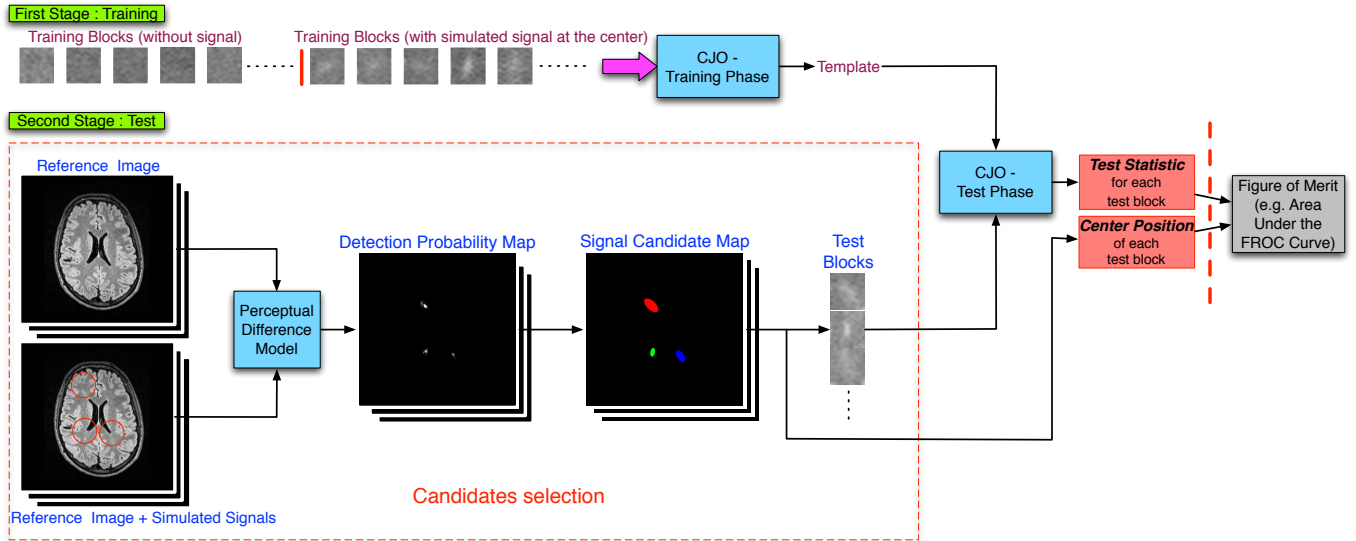 First Stage : Training
Training Blocks (without signal)
Training Blocks (with simulated signal at the center)
CJO -
Training Phase
Template
Second Stage : Test
Reference Image
Detection Probability Map
Signal Candidate Map
Test
Blocks
Perceptual
Difference
Model
CJO -
Test Phase
Test Statistic
for each
test block
Center Position
of each
test block
Figure of Merit
(e.g. Area
Under the
FROC Curve)
Candidates selection
Reference Image + Simulated Signals